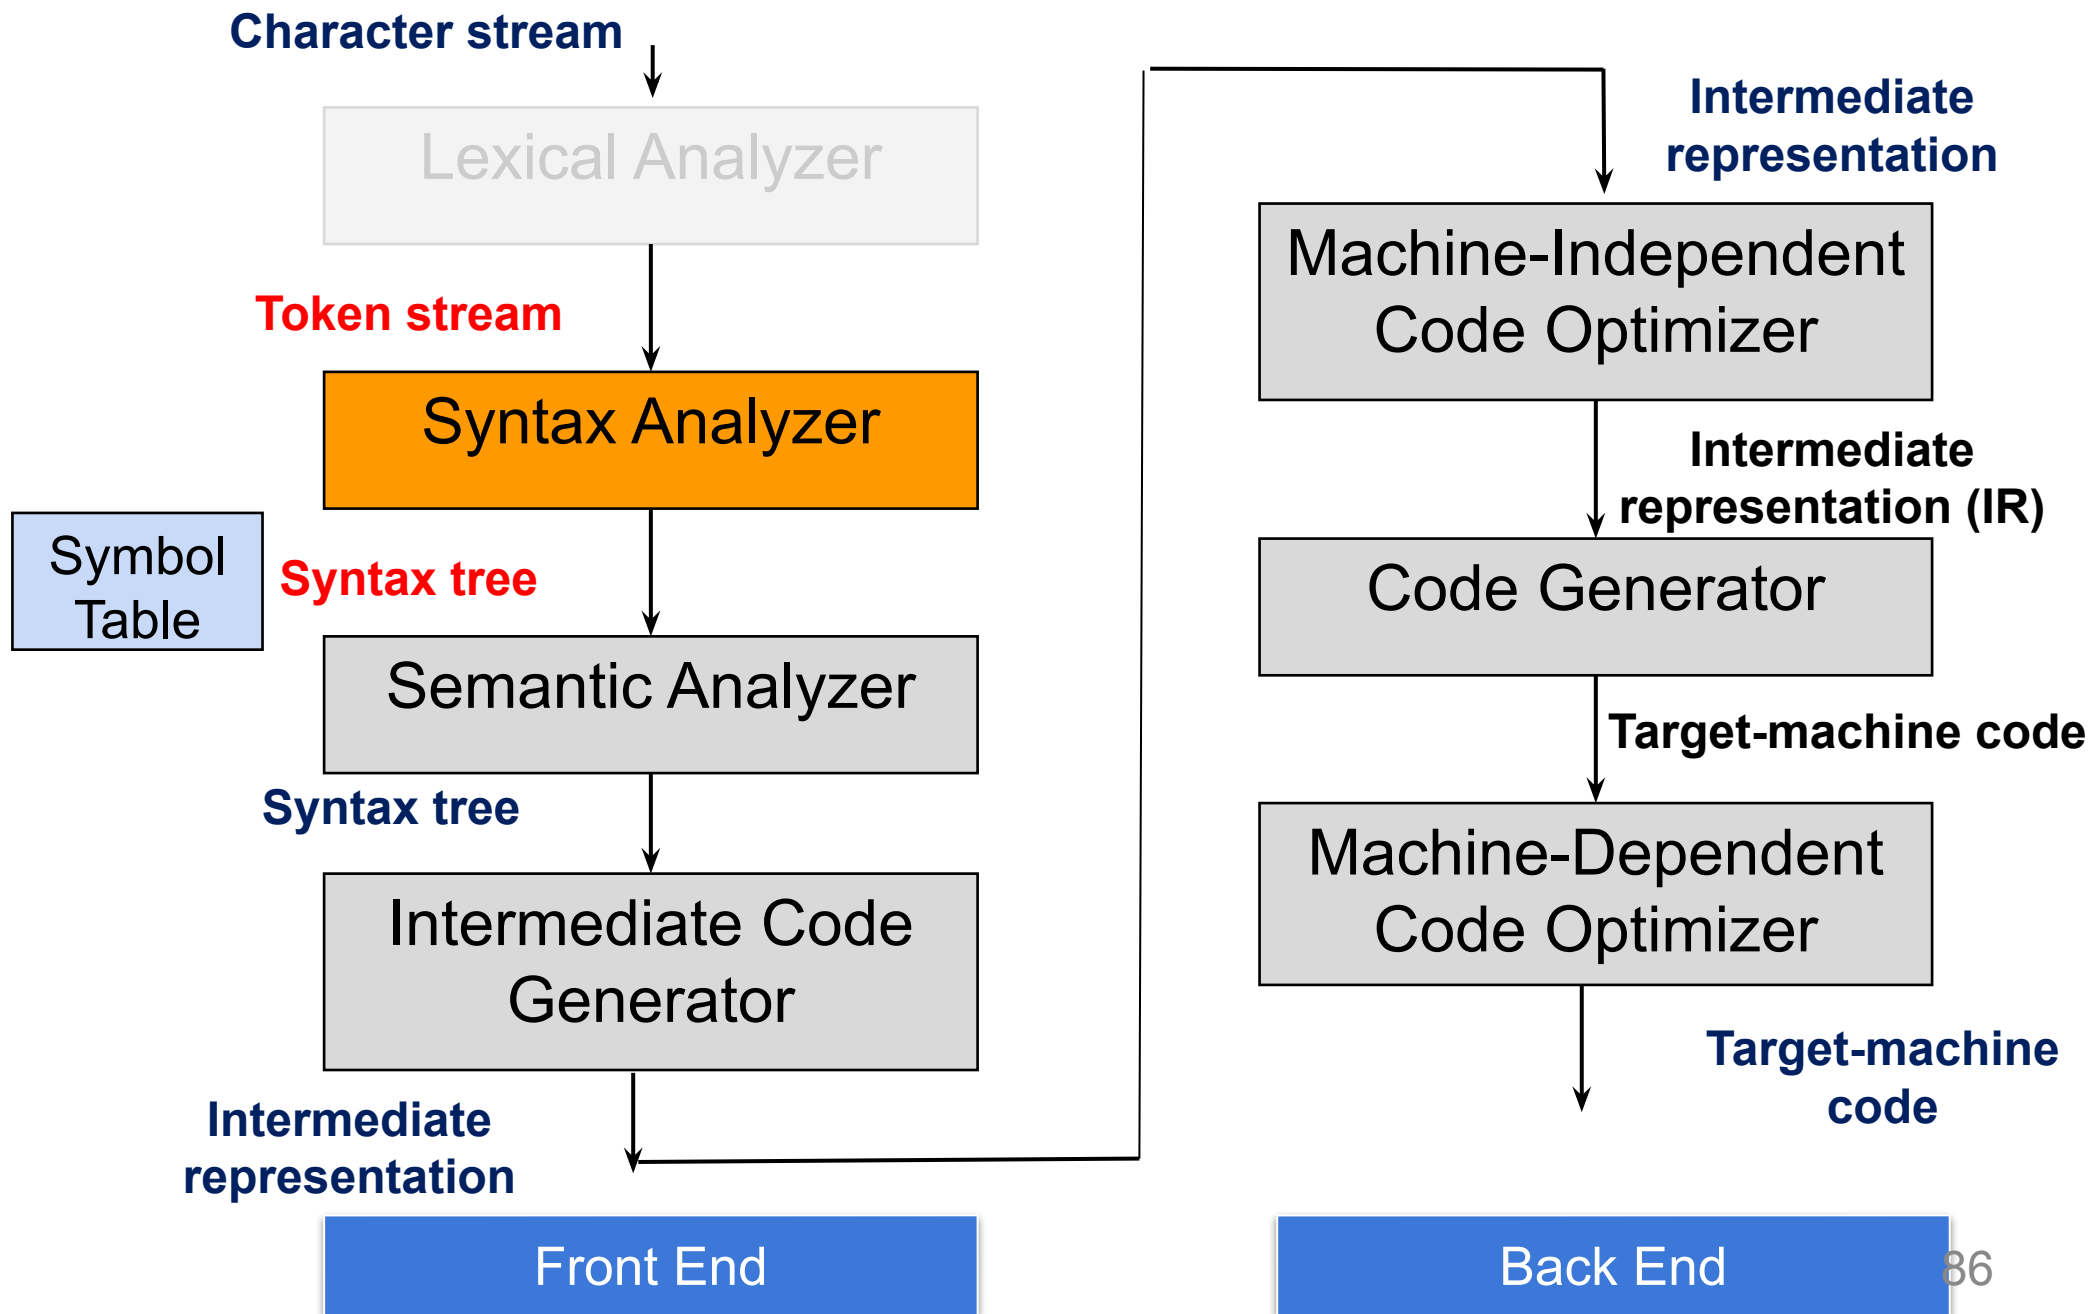 Character stream
Lexical Analyzer
Token stream
Syntax Analyzer
Symbol
Table
Syntax tree
Semantic Analyzer
Syntax tree
Intermediate Code
Generator
Intermediate
representation
Front End
Intermediate
representation
Machine-Independent
Code Optimizer
Intermediate
representation (IR)
Code Generator
Target-machine code
Machine-Dependent
Code Optimizer
Target-machine
code
Back End
86